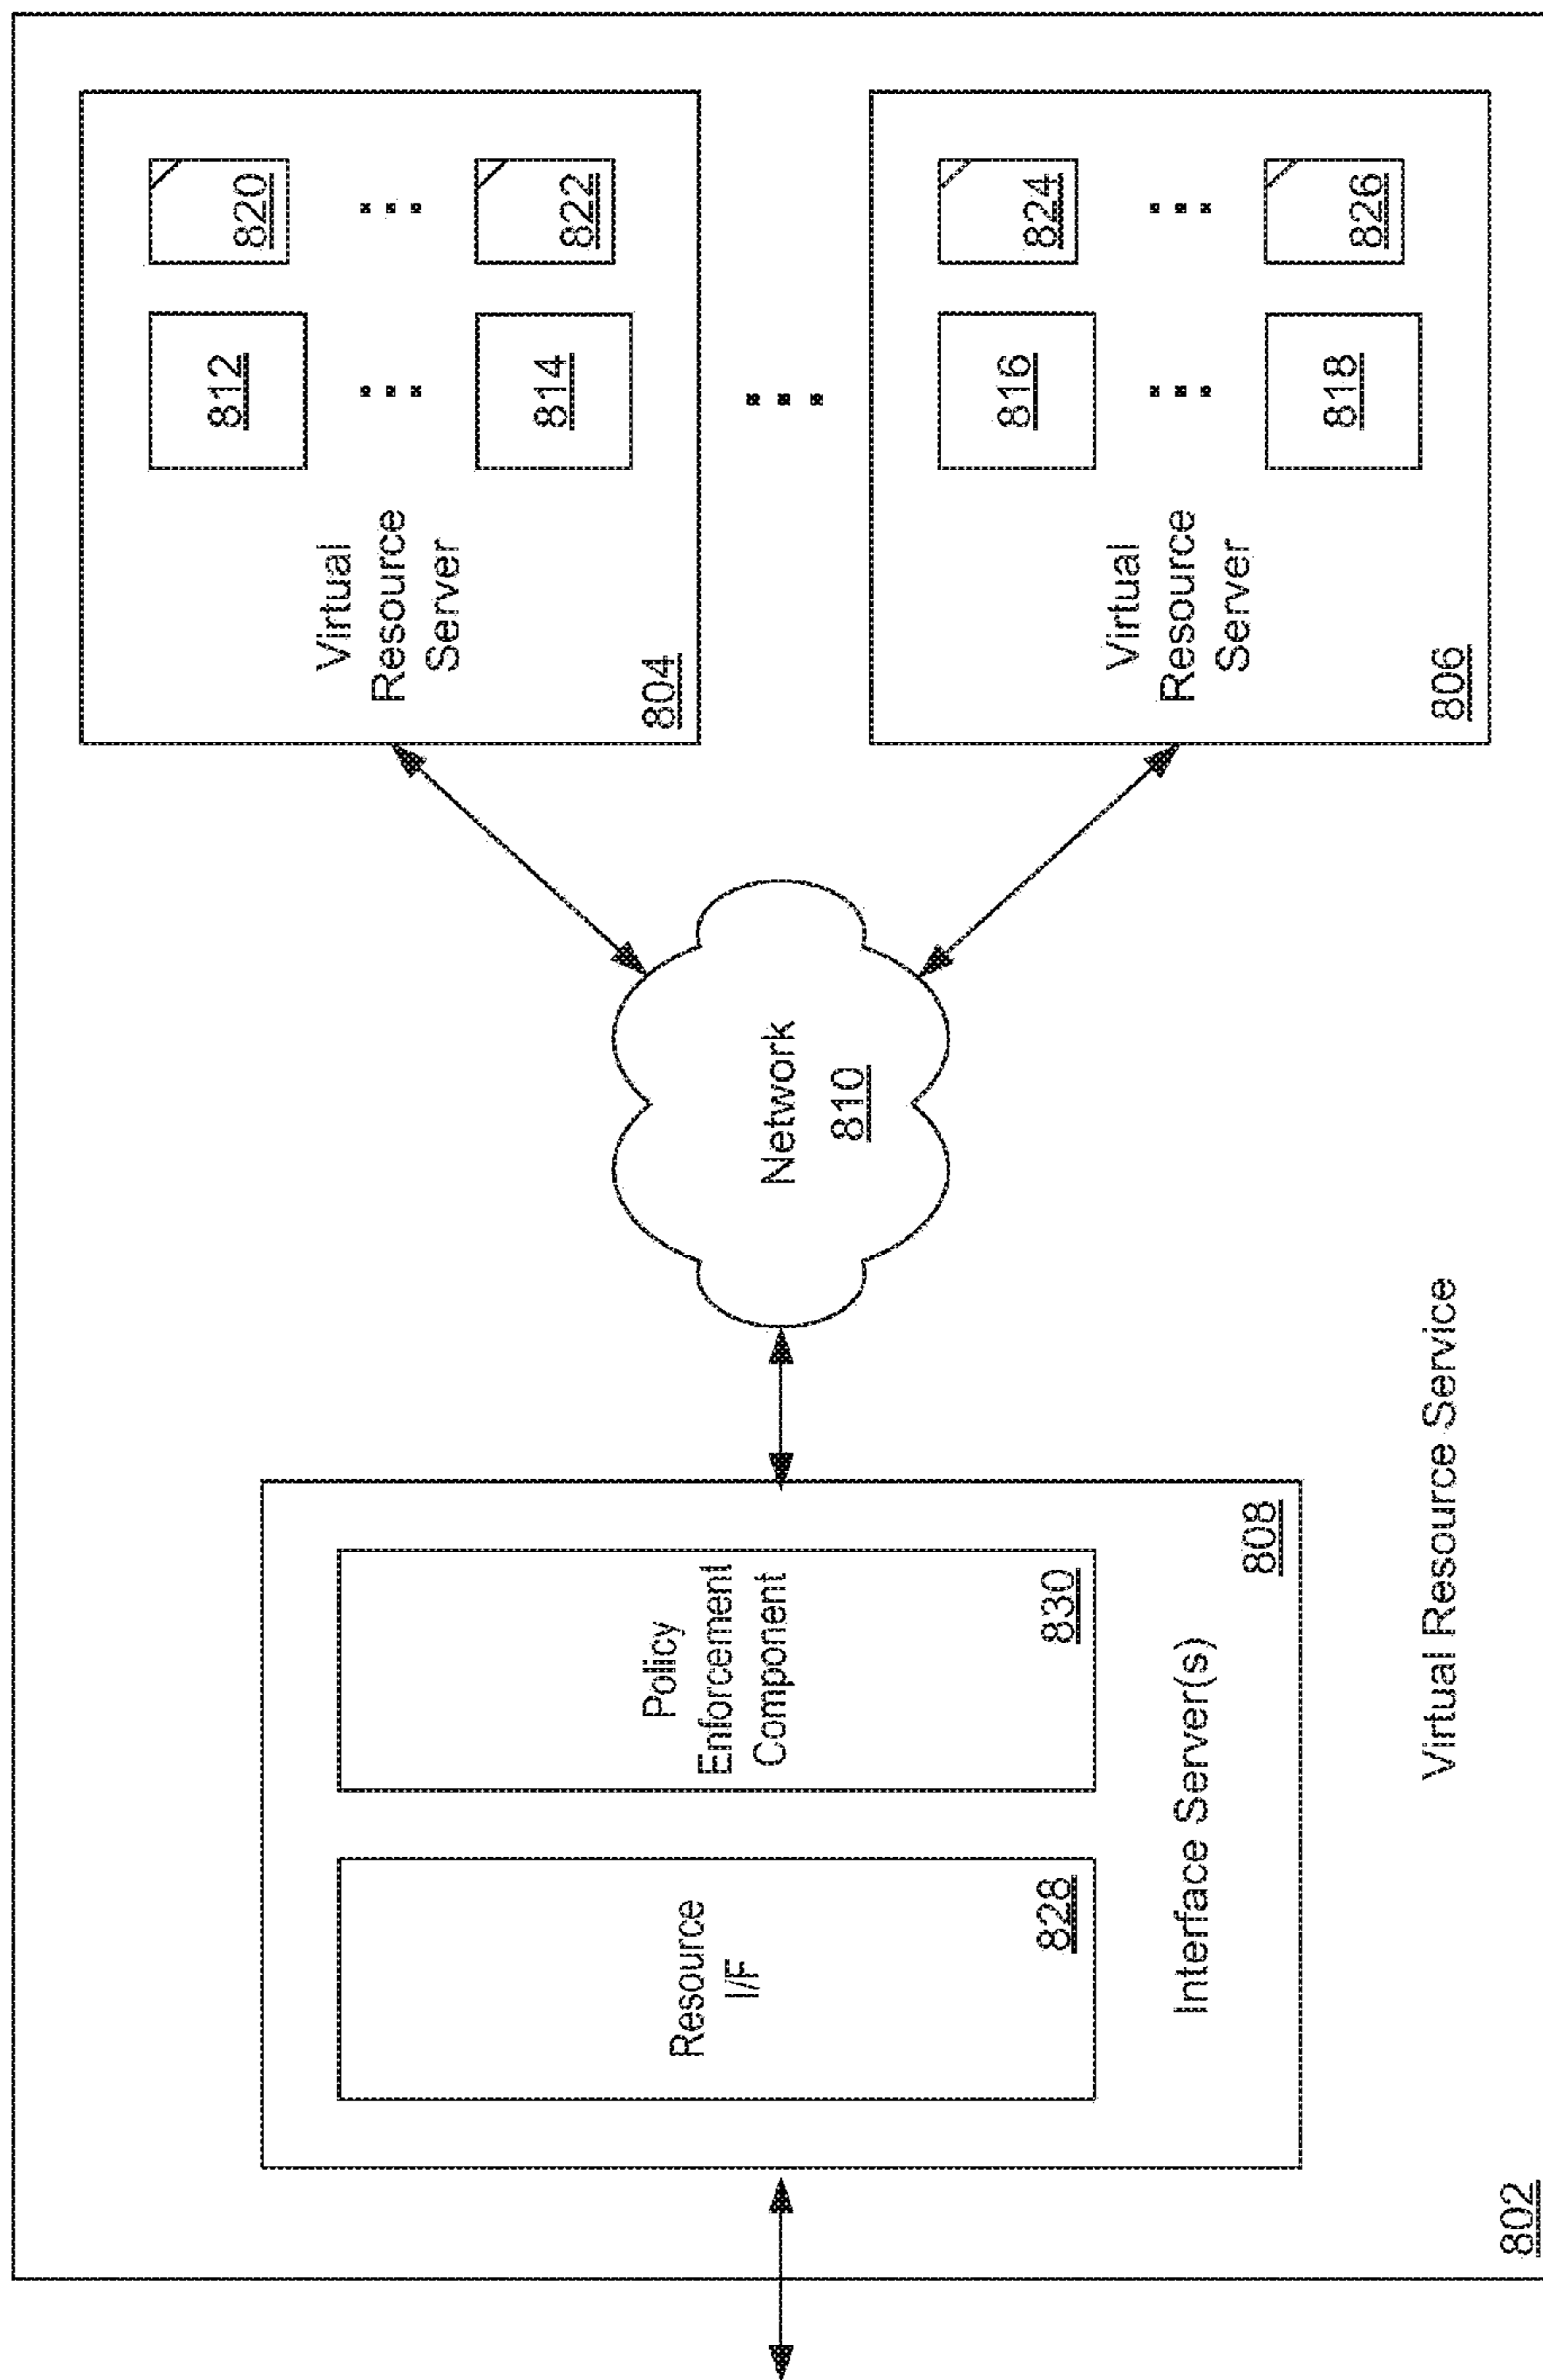 Resource
I/F
828
Policy
Enforcement
Component
830
Interface Server(s)
808
Network
810
Virtual
Resource
Server
804
812
814
820
822
Virtual
Resource
Server
806
816
818
824
826
Virtual Resource Service
802